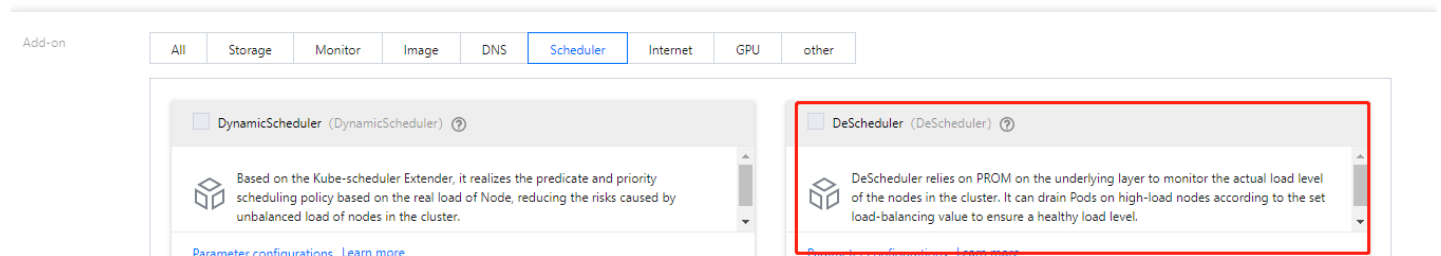 Add-on
All Storage Monitor Image DNS Scheduler Internet GPU other
DynamicScheduler (DynamicScheduler)
Based on the Kube-scheduler Extender, it realizes the predicate and priority
scheduling policy based on the real load of Node, reducing the risks caused by
unbalanced load of nodes in the cluster.
Parameter configurations Learn more
DeScheduler (DeScheduler)
DeScheduler relies on PROM on the underlying layer to monitor the actual load level
of the nodes in the cluster. It can drain Pods on high-load nodes according to the set
load-balancing value to ensure a healthy load level.
Parameter configurations Learn more